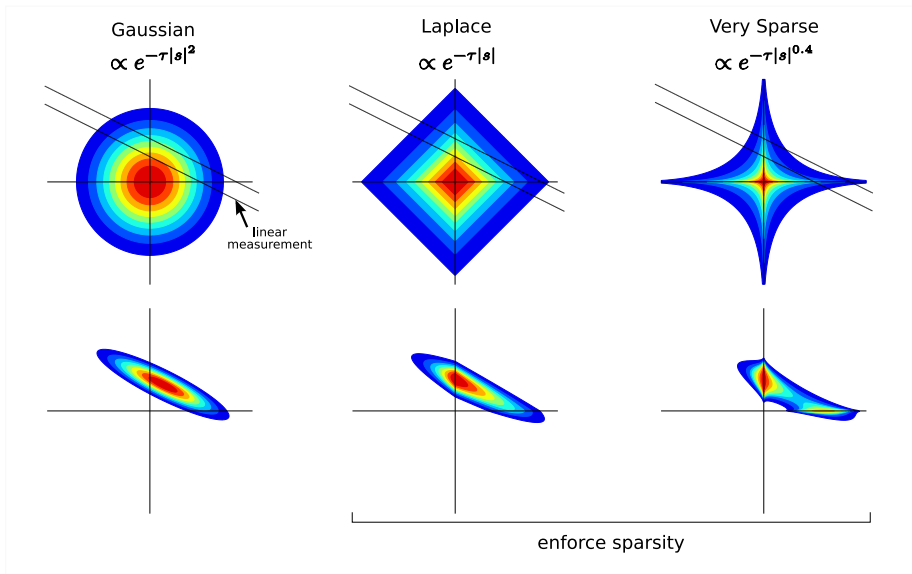 Gaussian
∝ e^{−τ|s|^2}
Laplace
∝ e^{−τ|s|}
Very Sparse
∝ e^{−τ|s|^{0.4}}
linear
measurement
enforce sparsity